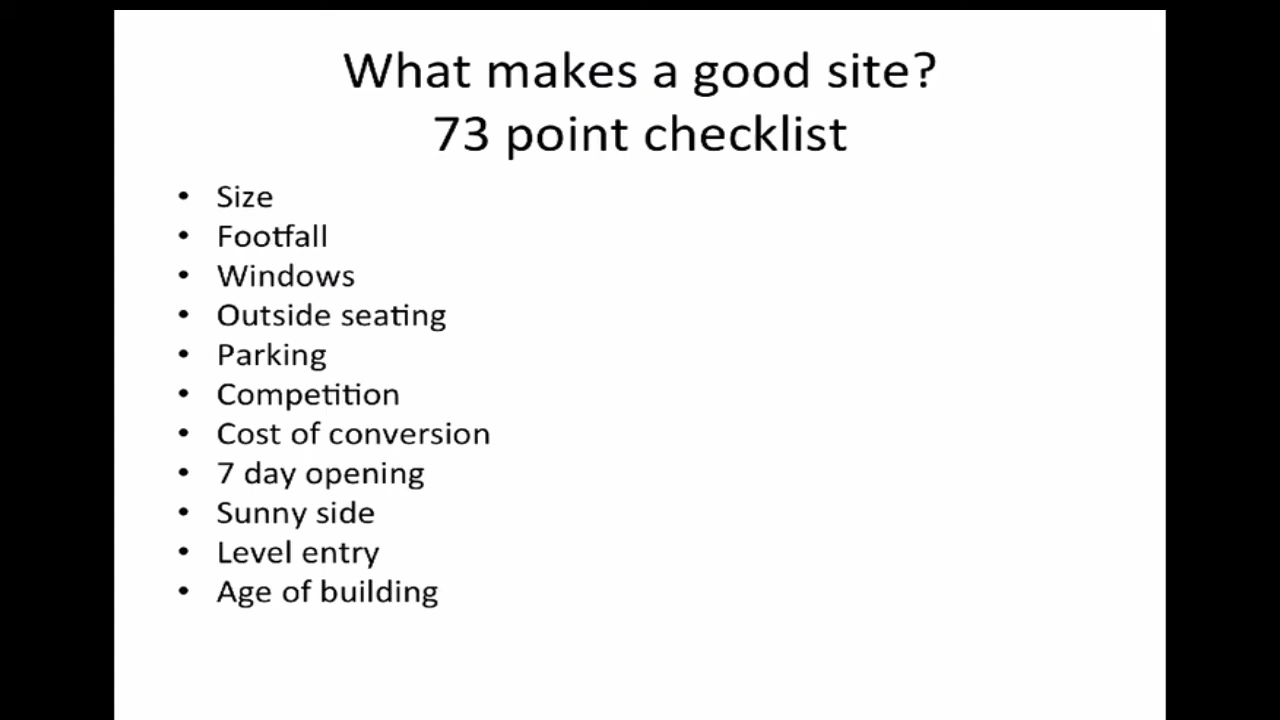 What makes a good site?
73 point checklist
• Size
• Footfall
• Windows
• Outside seating
• Parking
• Competition
• Cost of conversion
• 7 day opening
• Sunny side
• Level entry
• Age of building